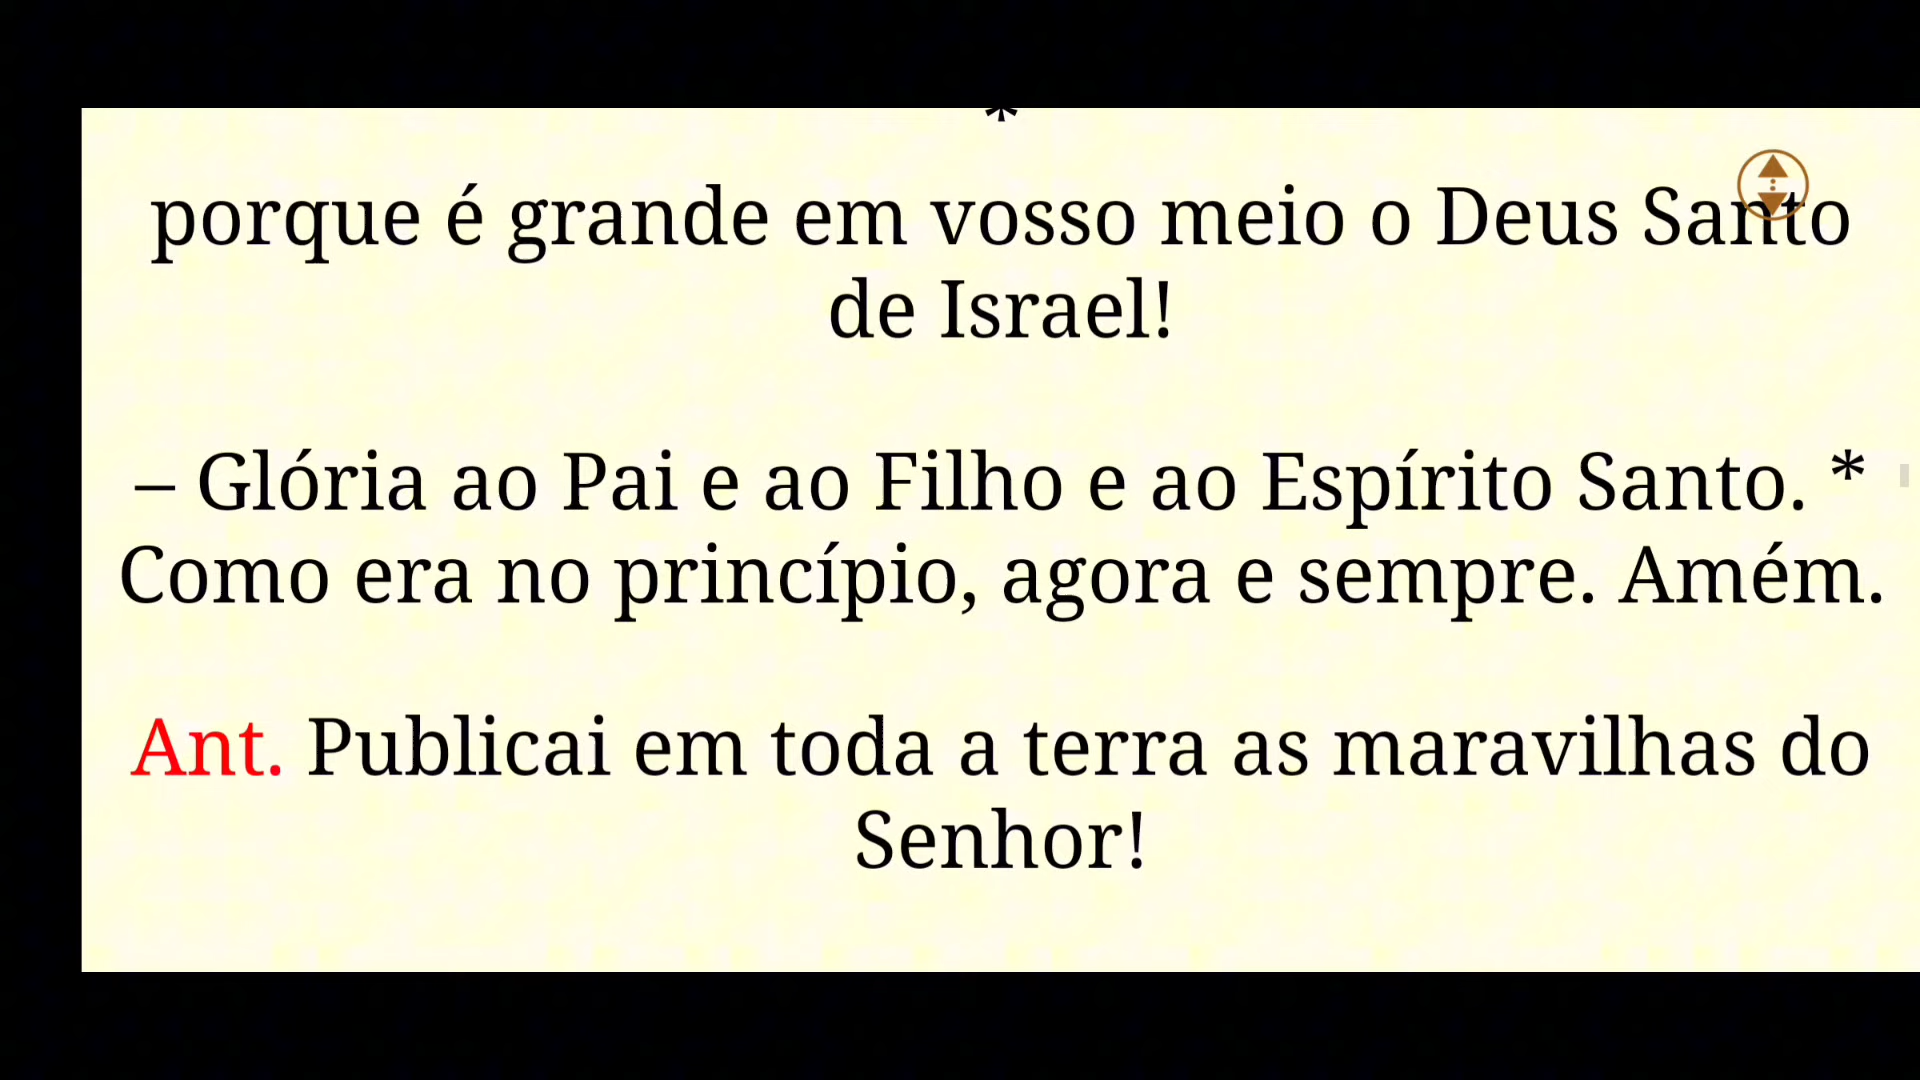 *
porque é grande em vosso meio o Deus Santo
de Israel!
– Glória ao Pai e ao Filho e ao Espírito Santo. *
Como era no princípio, agora e sempre. Amém.
Ant. Publicai em toda a terra as maravilhas do
Senhor!